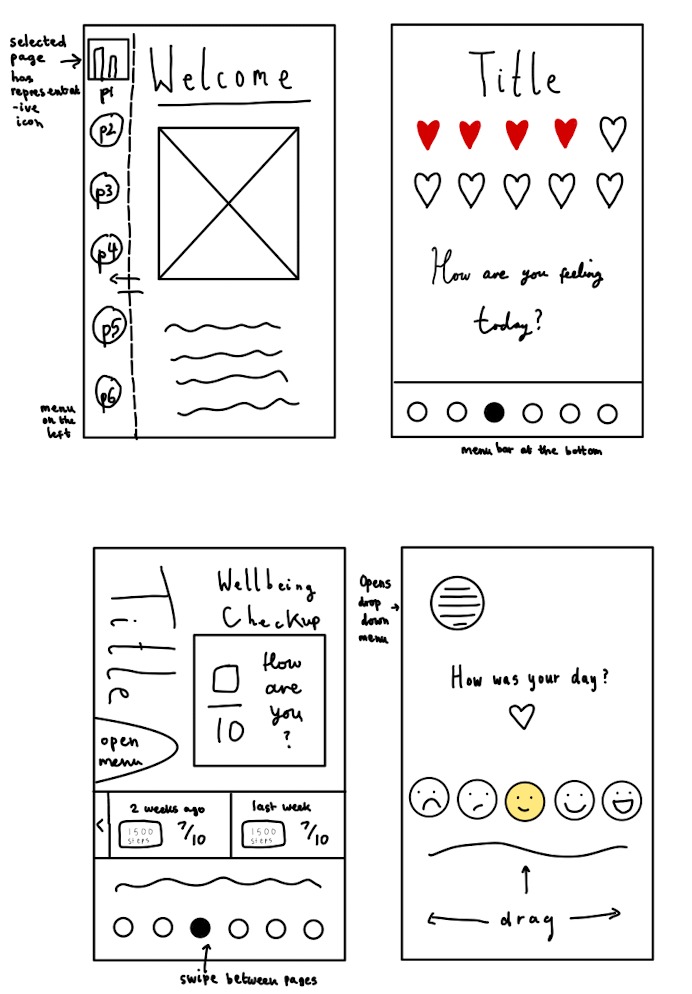 selected
page
has
representat
-ive
icon
p1
p2
p3
p4
p5
p6
menu
on the
left
Welcome
Title
How are you feeling
today?
menu bar at the bottom
Title
Wellbeing
Checkup
10
How
are
you
?
open
menu
<
2 weeks ago
1500
steps
7/10
last week
1500
steps
7/10
swipe between pages
Opens
drop
down
menu
How was your day?
drag